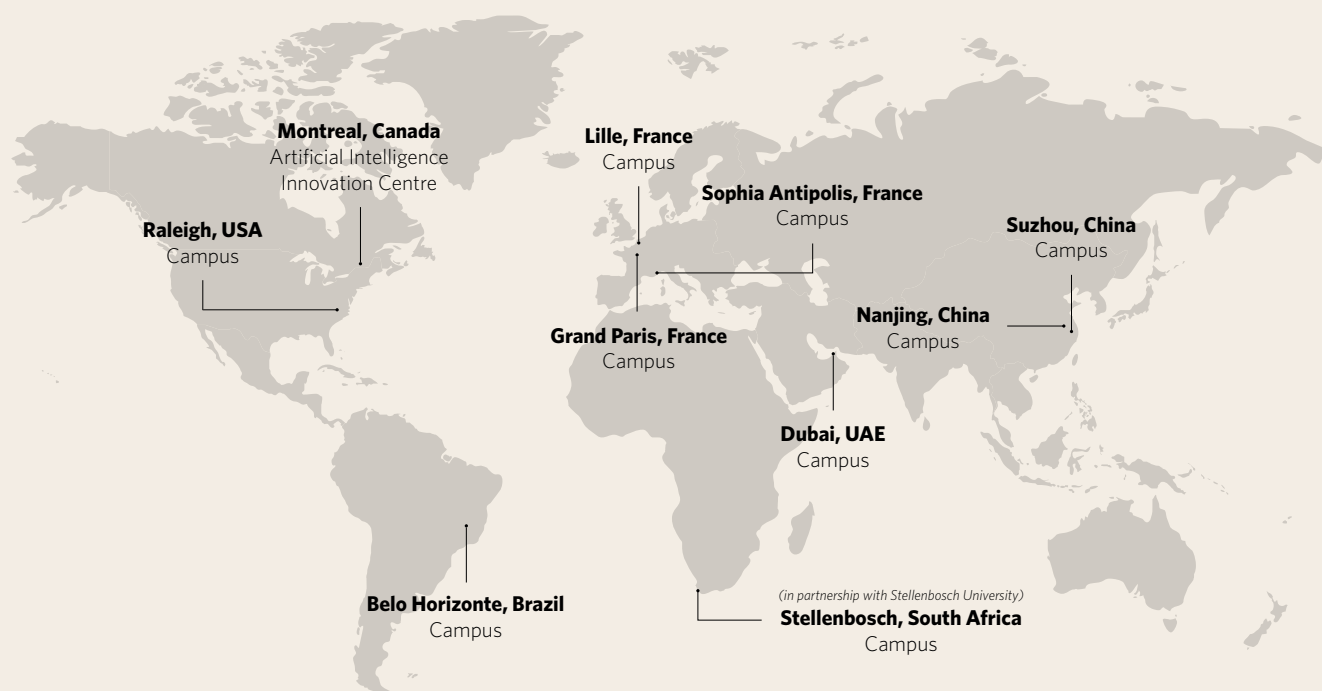 Montreal, Canada
Artificial Intelligence
Innovation Centre
Lille, France
Campus
Sophia Antipolis, France
Campus
Raleigh, USA
Campus
Suzhou, China
Campus
Nanjing, China
Campus
Grand Paris, France
Campus
Dubai, UAE
Campus
Belo Horizonte, Brazil
Campus
(in partnership with Stellenbosch University)
Stellenbosch, South Africa
Campus